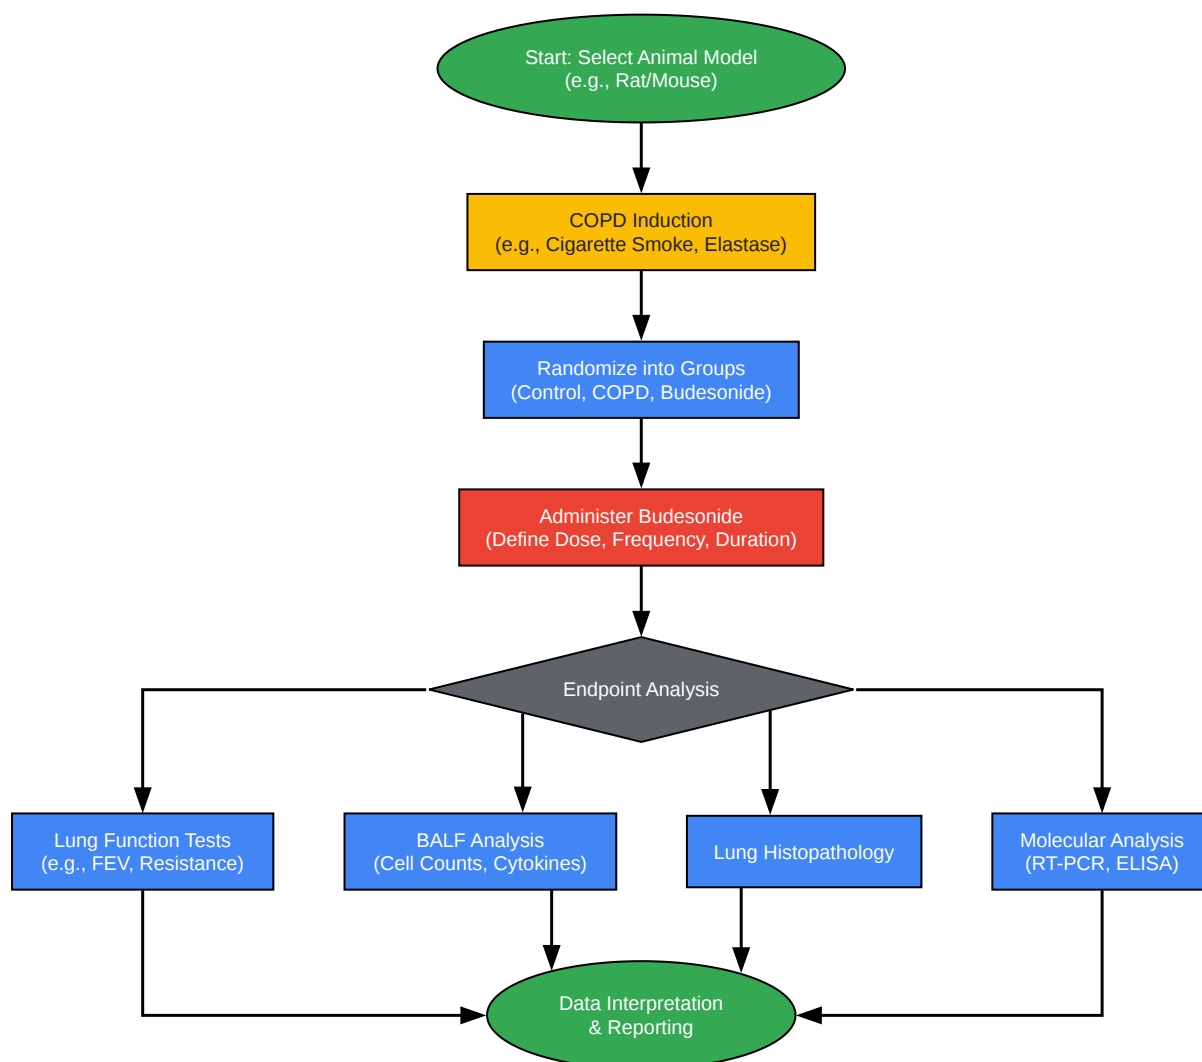 Start: Select Animal Model
(e.g., Rat/Mouse)
COPD Induction
(e.g., Cigarette Smoke, Elastase)
Randomize into Groups
(Control, COPD, Budesonide)
Administer Budesonide
(Define Dose, Frequency, Duration)
Endpoint Analysis
Lung Function Tests
(e.g., FEV, Resistance)
BALF Analysis
(Cell Counts, Cytokines)
Lung Histopathology
Molecular Analysis
(RT-PCR, ELISA)
Data Interpretation
& Reporting